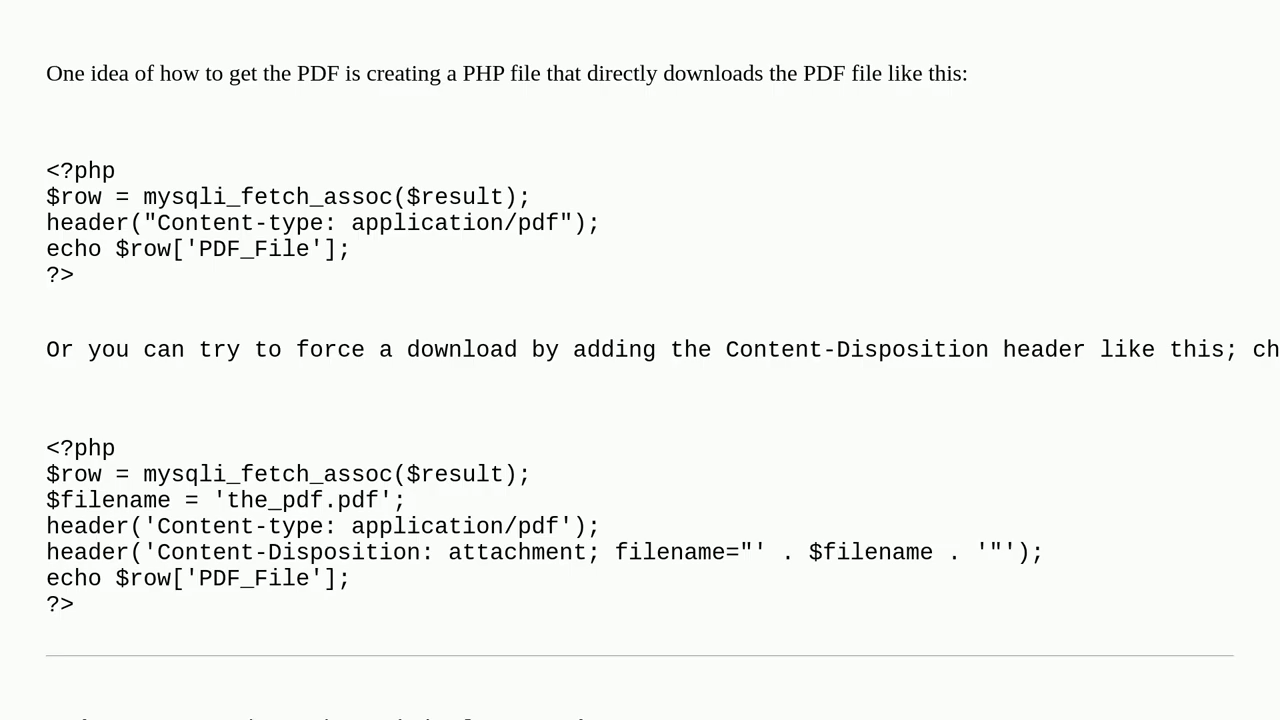 One idea of how to get the PDF is creating a PHP file that directly downloads the PDF file like this:
<?php
$row = mysqli_fetch_assoc($result);
header("Content-type: application/pdf");
echo $row['PDF_File'];
?>
Or you can try to force a download by adding the Content-Disposition header like this; ch
<?php
$row = mysqli_fetch_assoc($result);
$filename = 'the_pdf.pdf';
header('Content-type: application/pdf');
header('Content-Disposition: attachment; filename="' . $filename . '"');
echo $row['PDF_File'];
?>